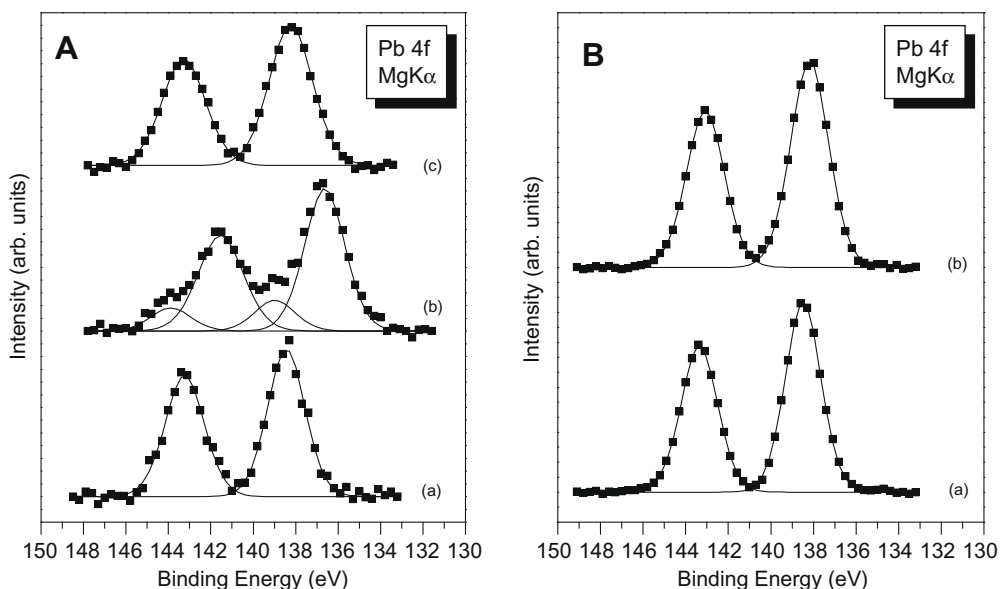 A
Pb 4f
MgKα
(c)
(b)
(a)
Intensity (arb. units)
150 148 146 144 142 140 138 136 134 132 130
Binding Energy (eV)
B
Pb 4f
MgKα
(b)
(a)
Intensity (arb. units)
150 148 146 144 142 140 138 136 134 132 130
Binding Energy (eV)